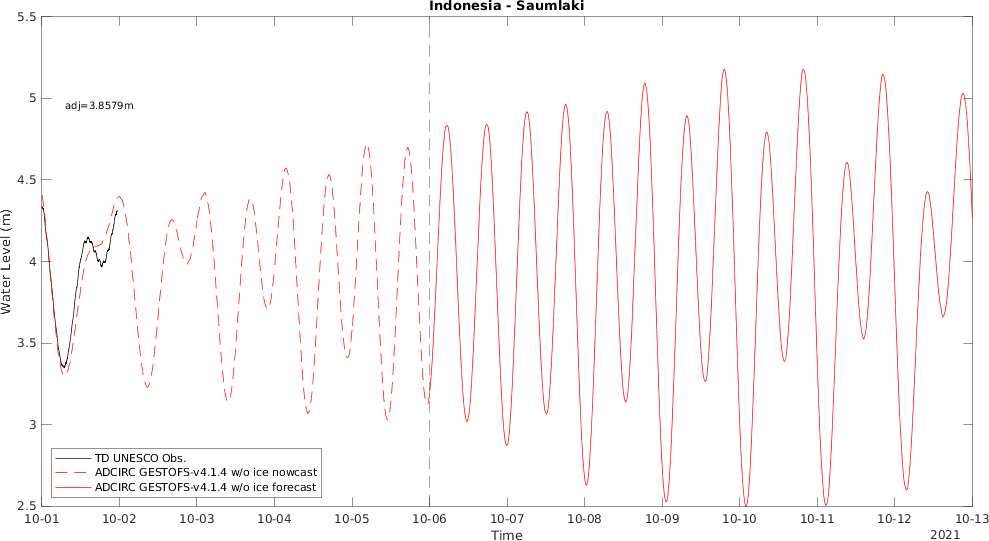 Indonesia - Saumlaki
5.5
5
4.5
4
3.5
3
2.5
Water Level (m)
adj=3.8579m
TD UNESCO Obs.
ADCIRC GESTOFS-v4.1.4 w/o ice nowcast
ADCIRC GESTOFS-v4.1.4 w/o ice forecast
10-01 10-02 10-03 10-04 10-05 10-06 10-07 10-08 10-09 10-10 10-11 10-12 10-13
Time
2021